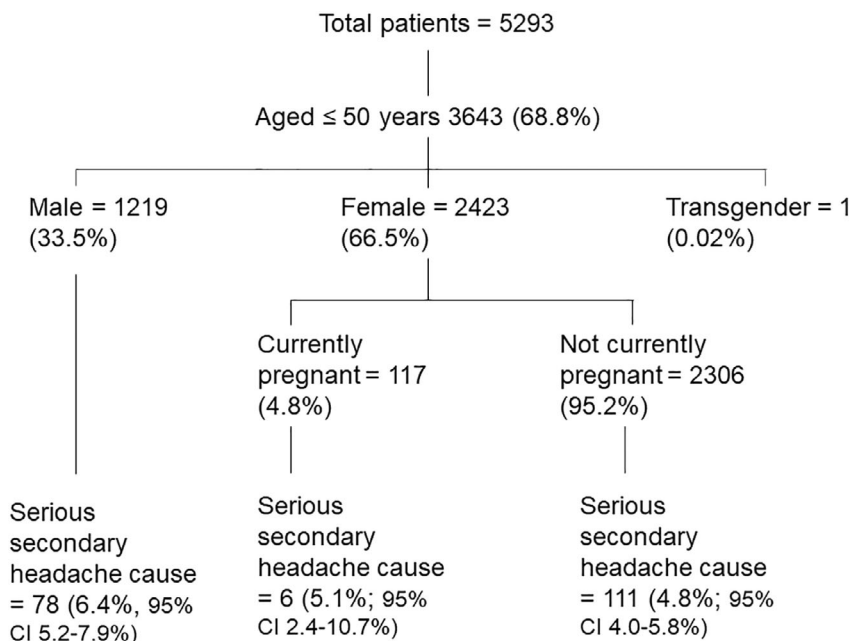 Total patients = 5293
Aged ≤ 50 years 3643 (68.8%)
Male = 1219
(33.5%)
Female = 2423
(66.5%)
Transgender = 1
(0.02%)
Currently
pregnant = 117
(4.8%)
Not currently
pregnant = 2306
(95.2%)
Serious
secondary
headache cause
= 78 (6.4%, 95%
CI 5.2-7.9%)
Serious
secondary
headache cause
= 6 (5.1%; 95%
CI 2.4-10.7%)
Serious
secondary
headache cause
= 111 (4.8%; 95%
CI 4.0-5.8%)